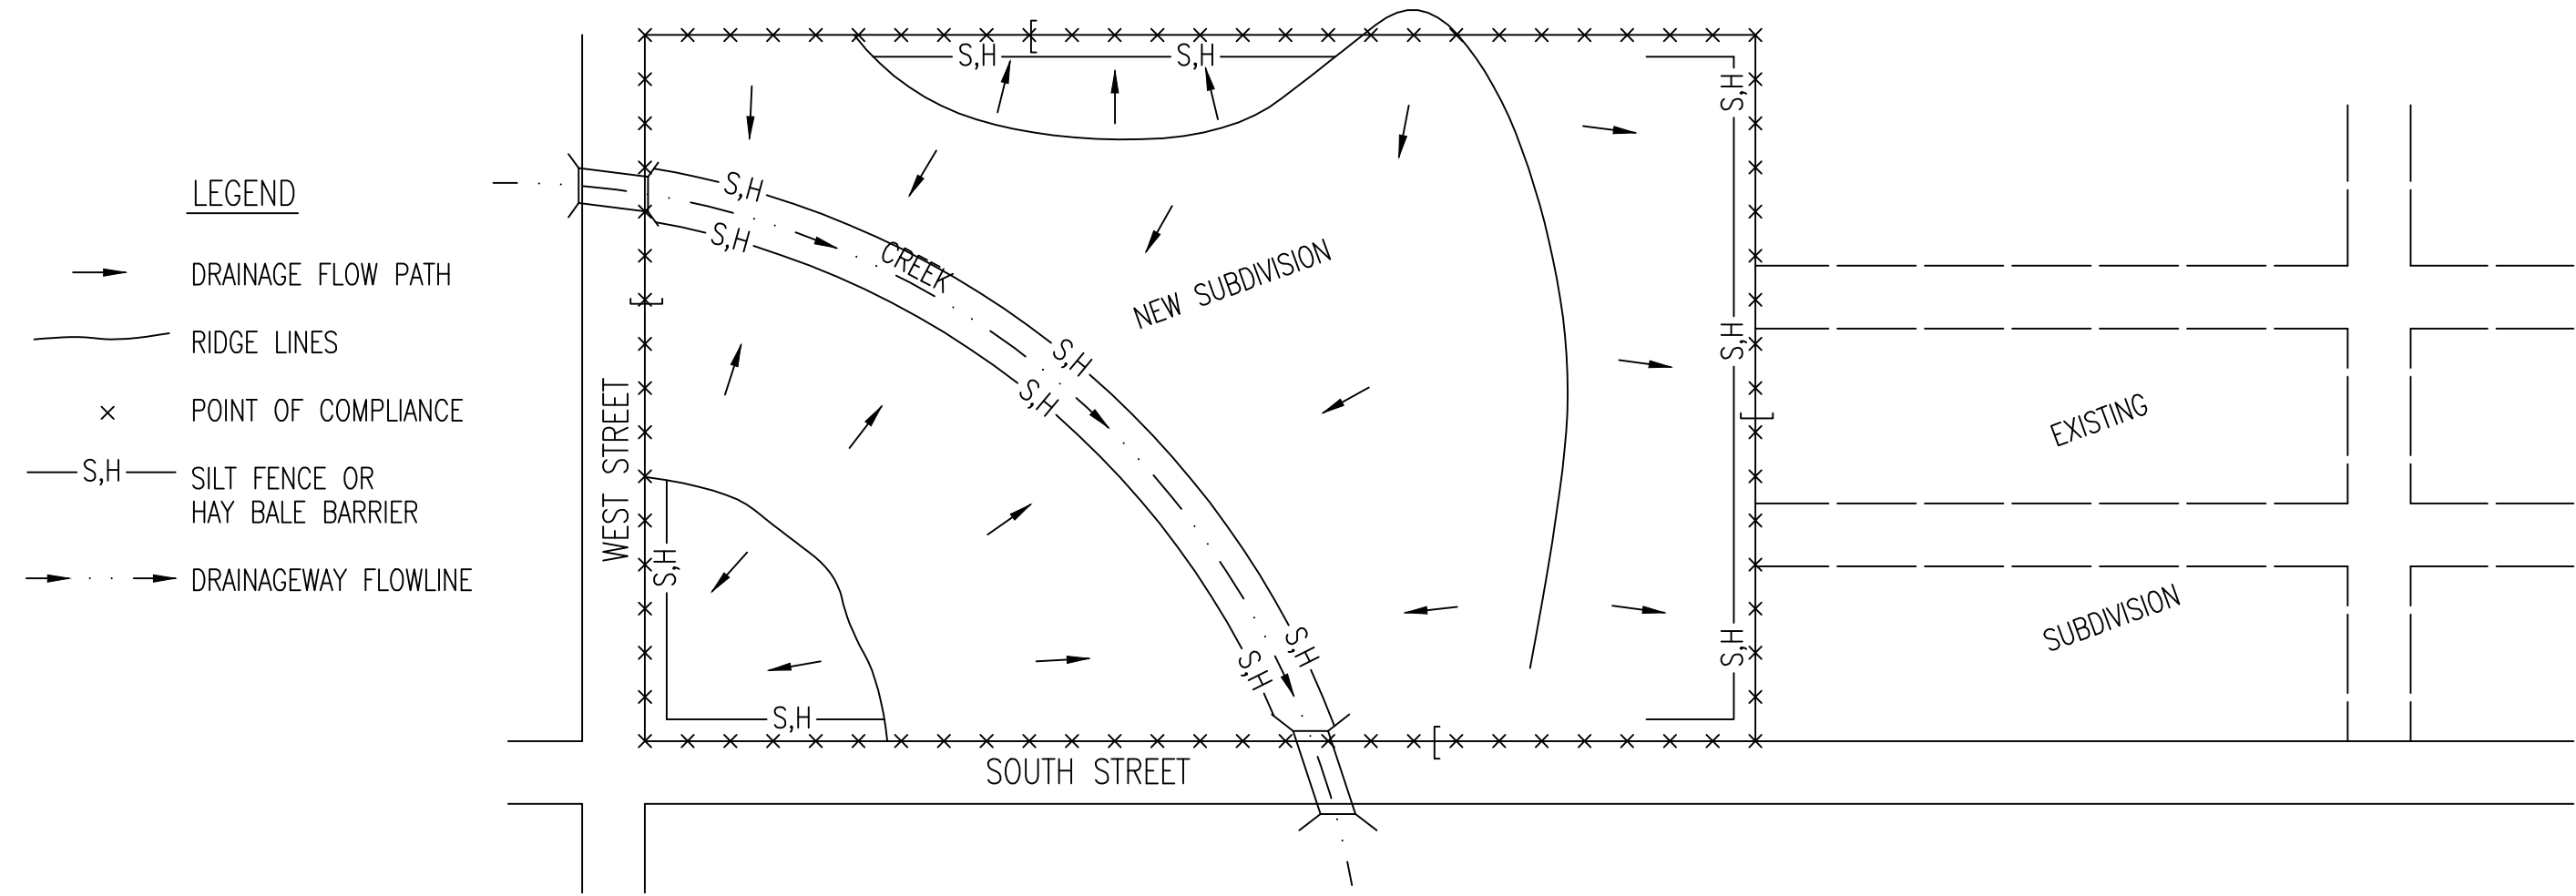 LEGEND
DRAINAGE FLOW PATH
RIDGE LINES
POINT OF COMPLIANCE
S,H
SILT FENCE OR
HAY BALE BARRIER
DRAINAGEWAY FLOWLINE
S,H
S,H
S,H
S,H
S,H
CREEK
NEW SUBDIVISION
S,H
S,H
S,H
WEST STREET
EXISTING
S,H
SUBDIVISION
S,H
S,H
S,H
S,H
SOUTH STREET